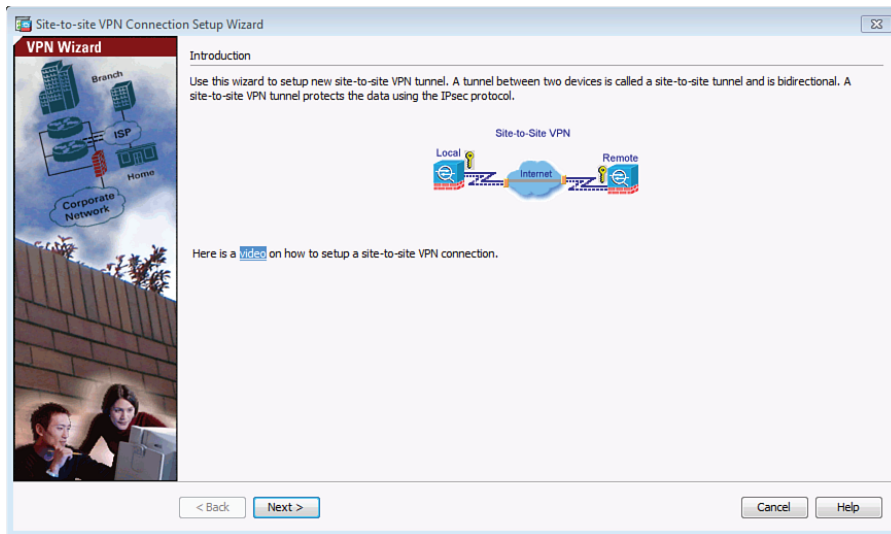 Site-to-site VPN Connection Setup Wizard
VPN Wizard
Branch
ISP
Home
Corporate
Network
Introduction
Use this wizard to setup new site-to-site VPN tunnel. A tunnel between two devices is called a site-to-site tunnel and is bidirectional. A
site-to-site VPN tunnel protects the data using the IPsec protocol.
Site-to-Site VPN
Local
Internet
Remote
Here is a video on how to setup a site-to-site VPN connection.
< Back
Next >
Cancel
Help